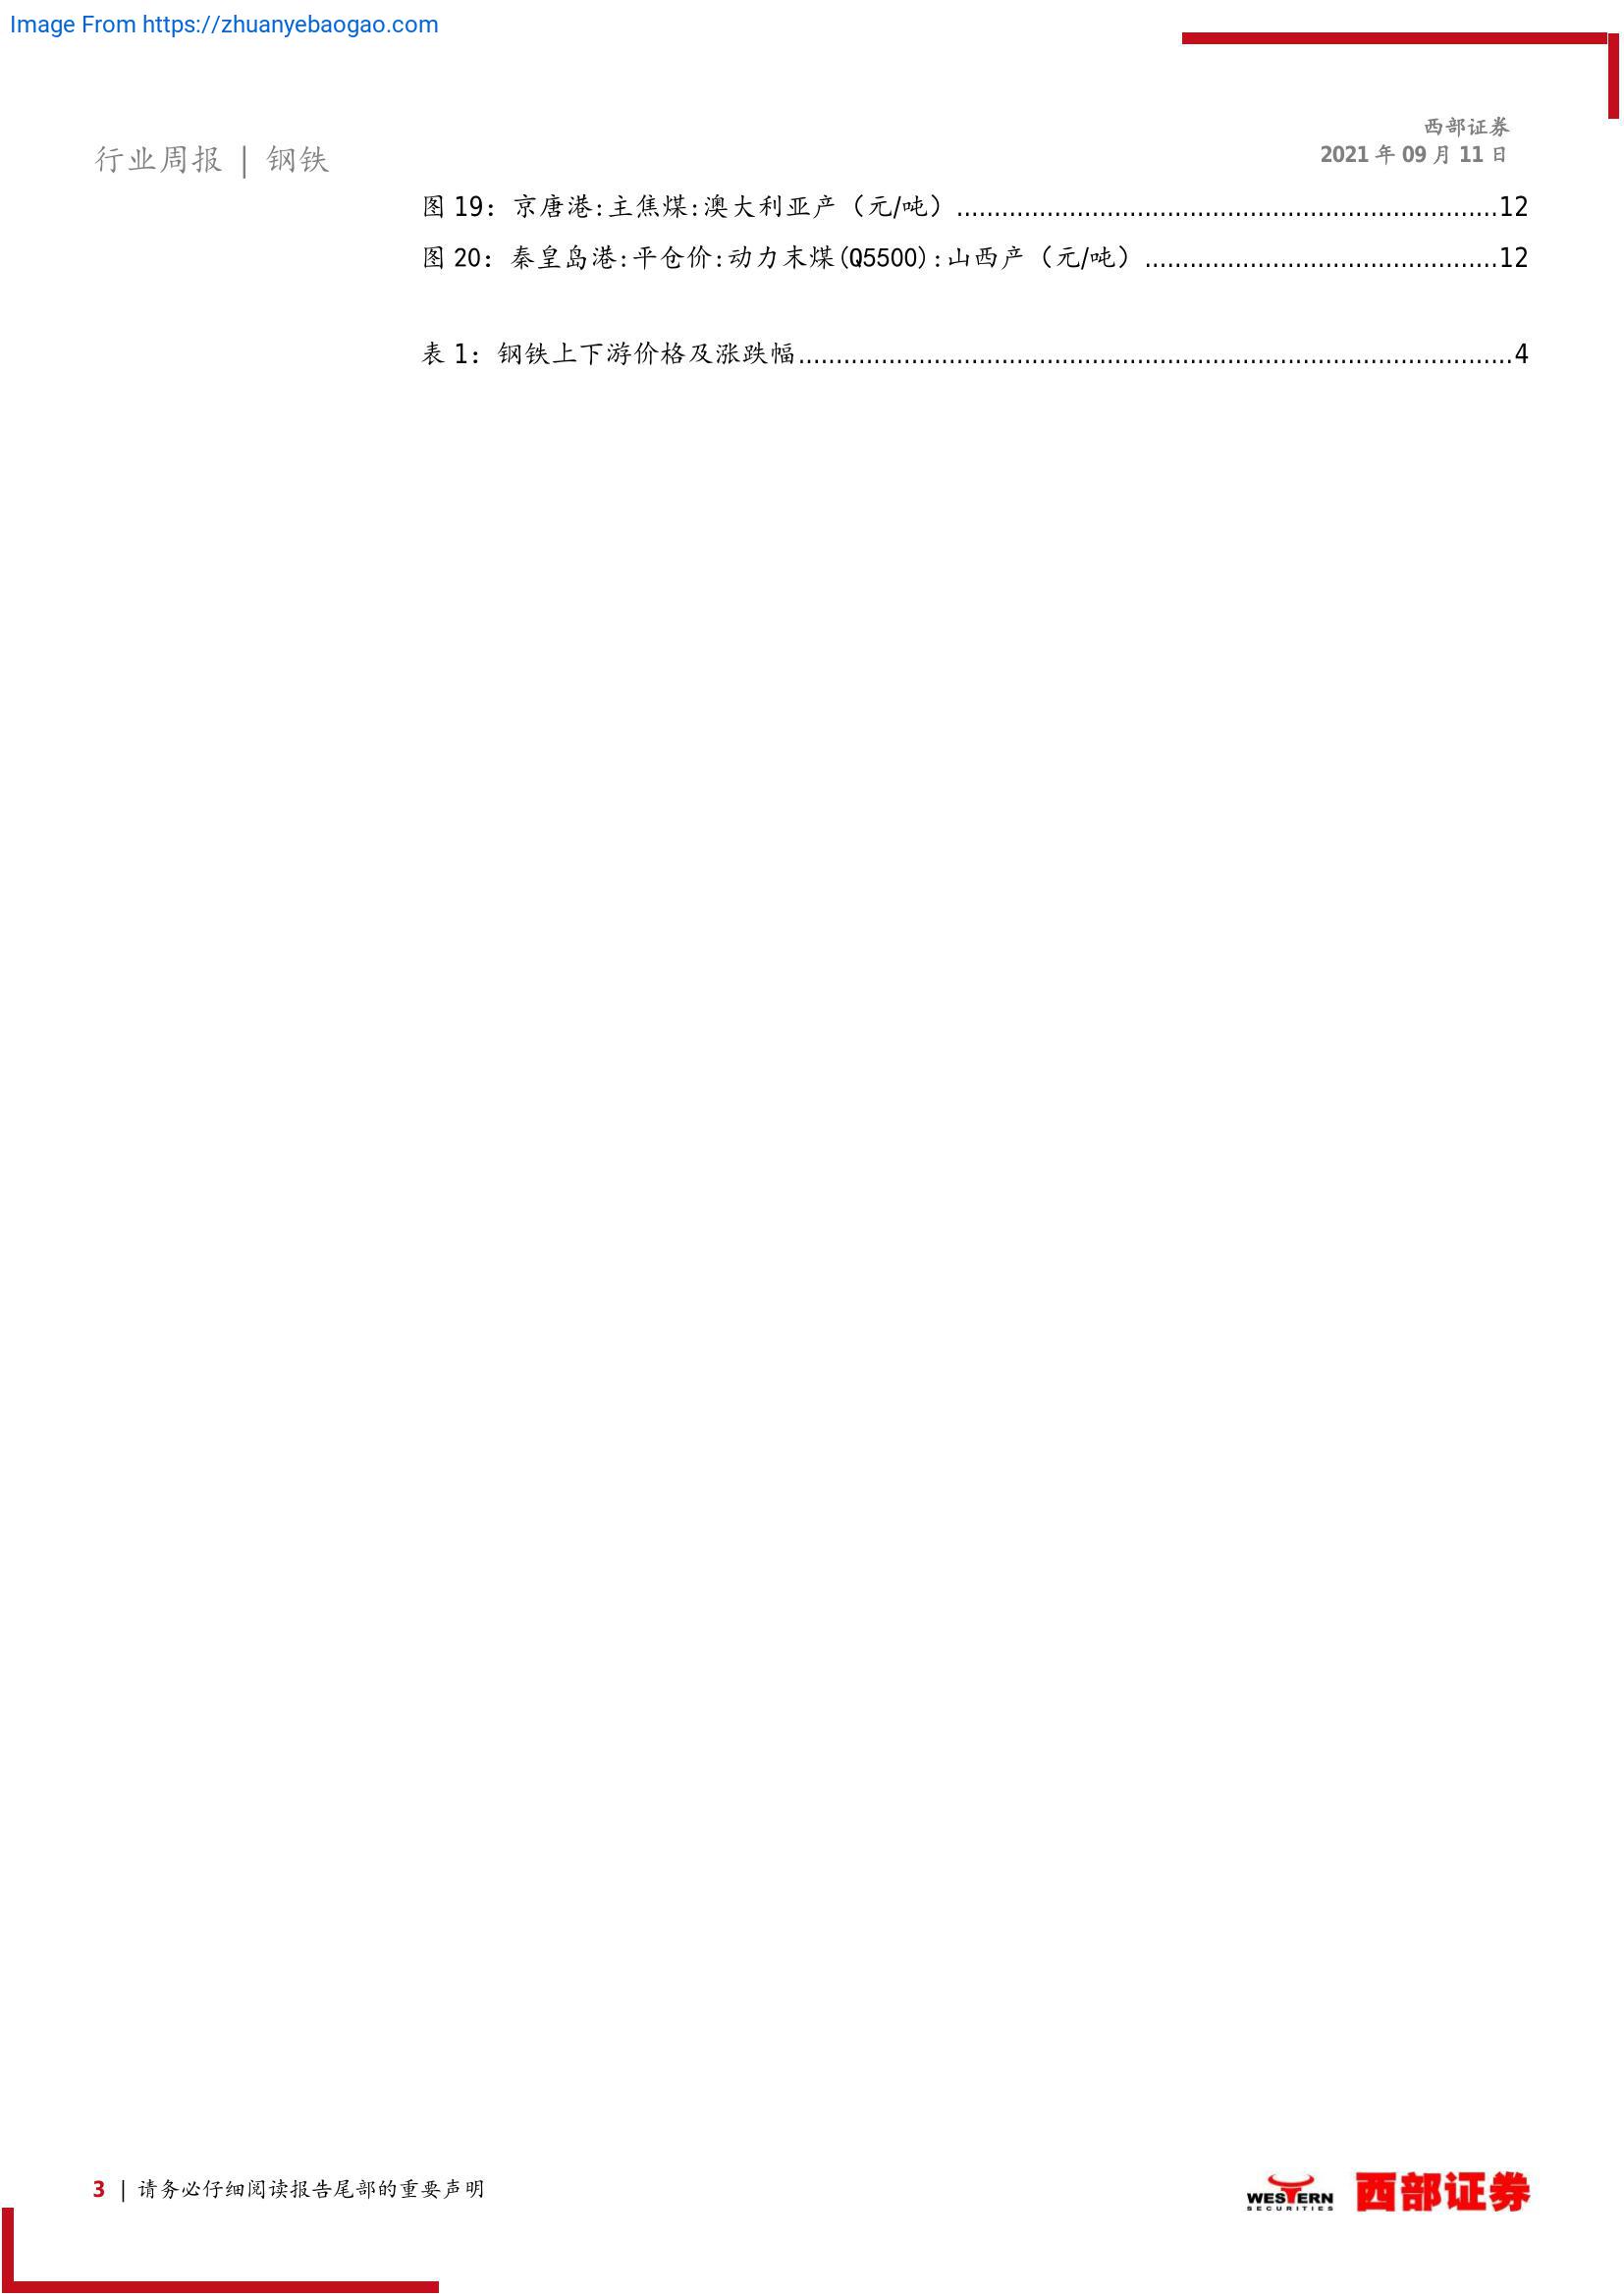 Image From https://zhuanyebaogao.com
西部证券
行业周报 | 钢铁
2021 年 09 月 11 日
图 19：京唐港:主焦煤:澳大利亚产（元/吨）........................................................................12
图 20：秦皇岛港:平仓价:动力末煤(Q5500):山西产（元/吨）...............................................12
表 1：钢铁上下游价格及涨跌幅...............................................................................................4
3 | 请务必仔细阅读报告尾部的重要声明
WESTERN
SECURITIES
西部证券